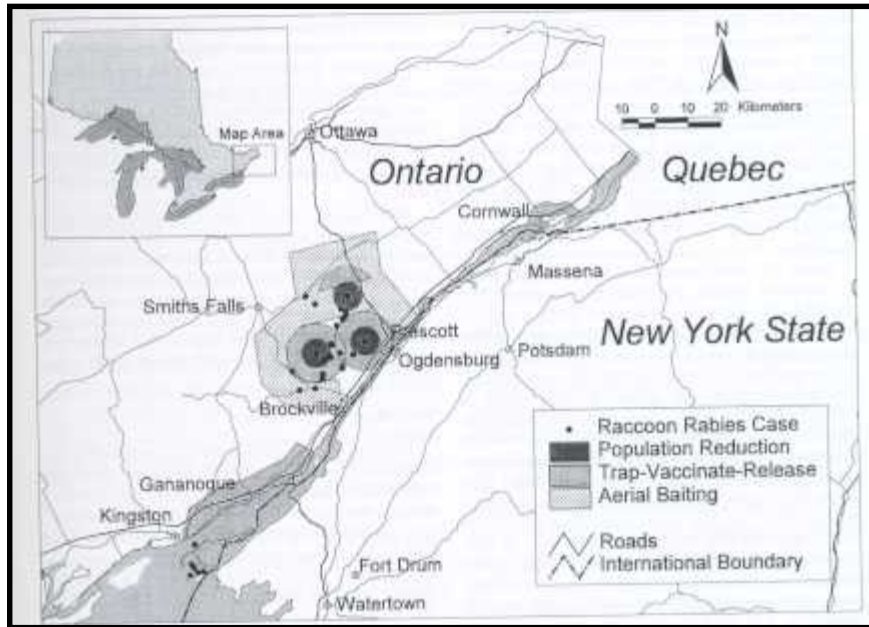 Map Area
N
10 0 10 20 Kilometers
Ottawa
Ontario
Quebec
Cornwall
Massena
Smiths Falls
New York State
Prescott
Ogdensburg
Potsdam
Brockville
Raccoon Rabies Case
Population Reduction
Trap-Vaccinate-Release
Aerial Baiting
Gananoque
Kingston
Roads
International Boundary
Fort Drum
Watertown